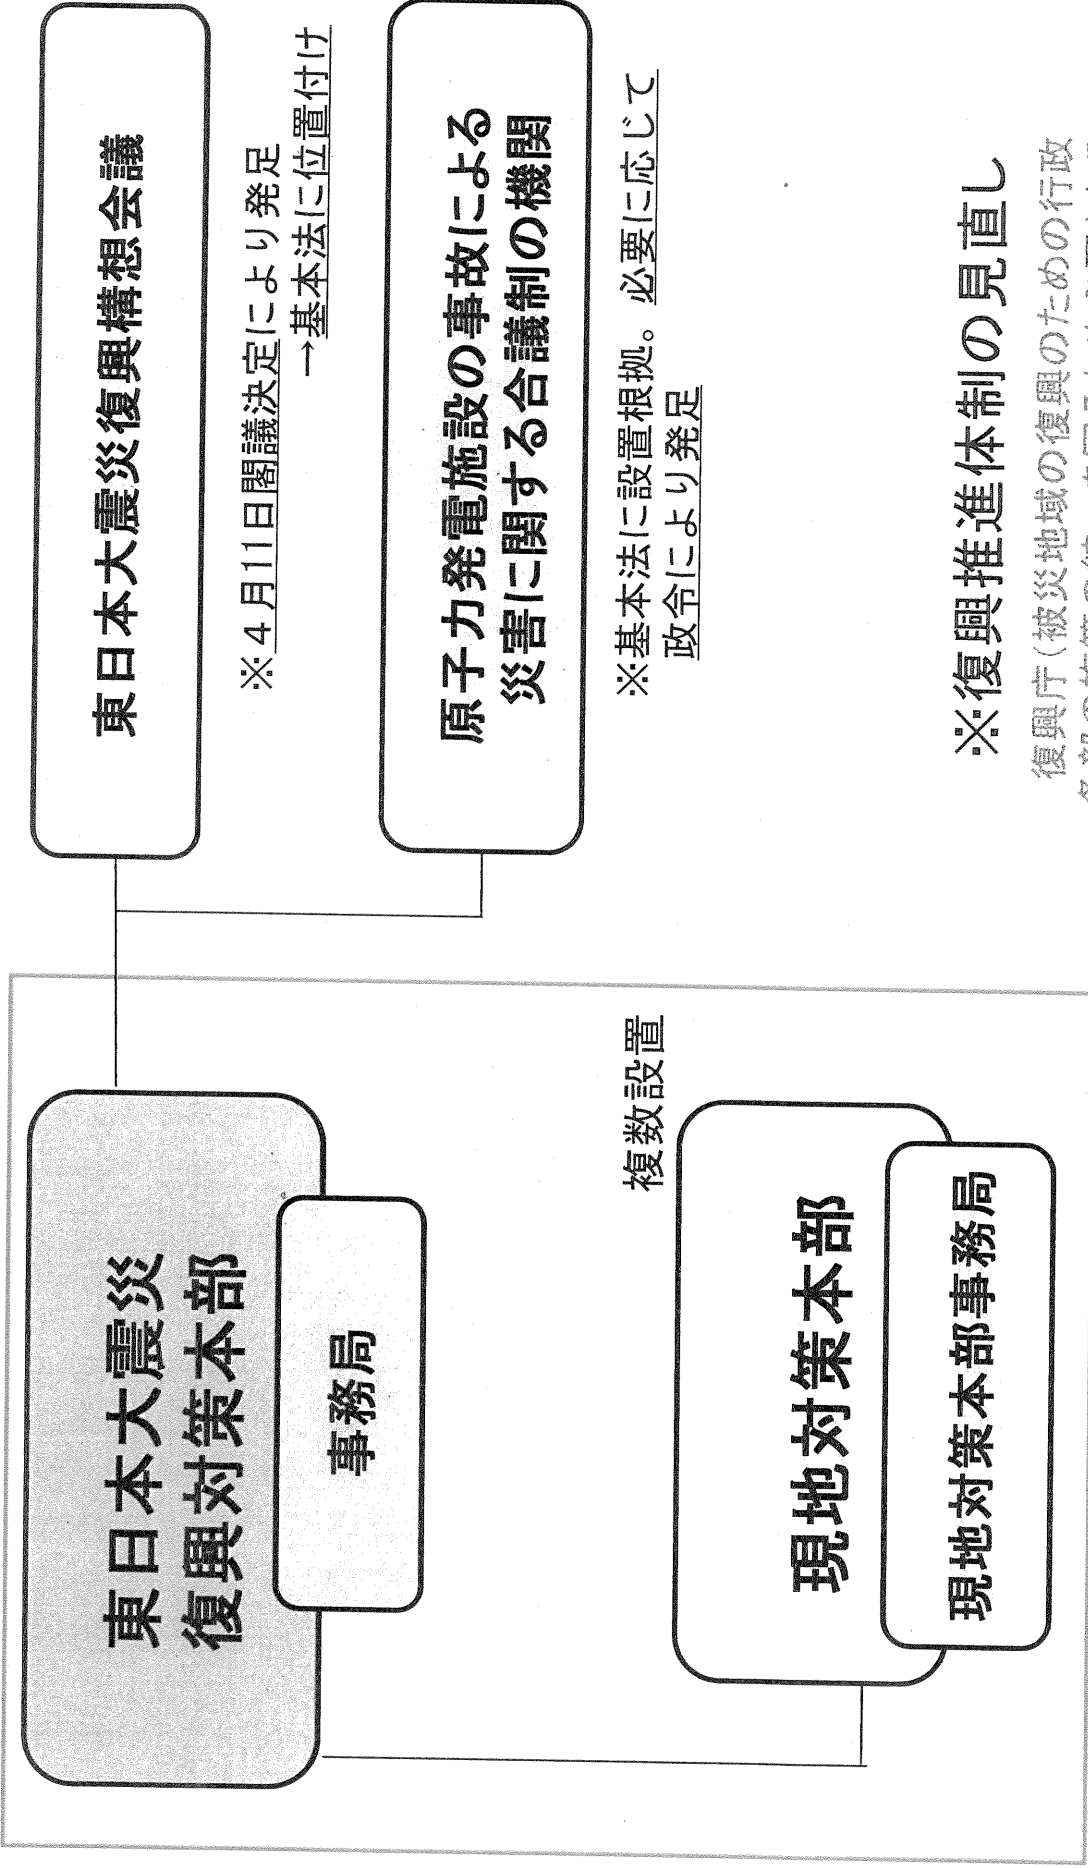 東日本大震災
復興対策本部
事務局
複数設置
現地対策本部
現地対策本部事務局
東日本大震災復興構想会議
※4月11日閣議決定により発足
→基本法に位置付け
原子力発電施設の事故による
災害に関する合議制の機関
※基本法に設置根拠。必要に応じて
政令により発足
※復興推進体制の見直し
復興庁(被災地域の復興のための行政